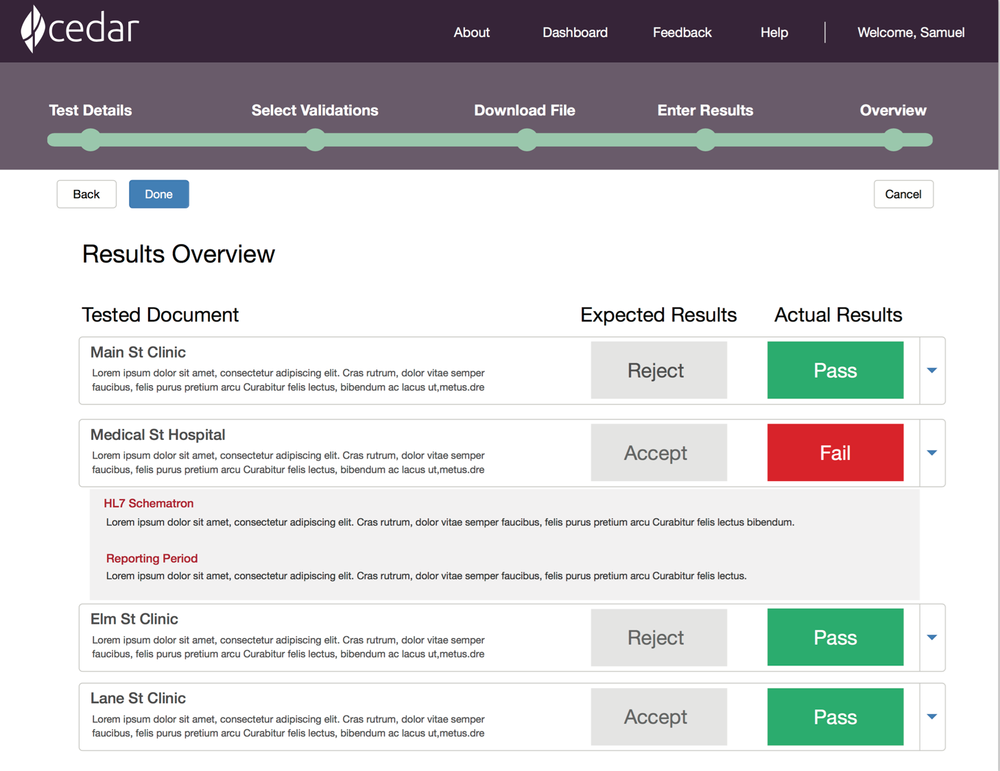 cedar
About Dashboard Feedback Help Welcome, Samuel
Test Details Select Validations Download File Enter Results Overview
Back Done Cancel
Results Overview
Tested Document Expected Results Actual Results
Main St Clinic
Lorem ipsum dolor sit amet, consectetur adipiscing elit. Cras rutrum, dolor vitae semper
faucibus, felis purus pretium arcu Curabitur felis lectus, bibendum ac lacus ut,metus.dre
Reject Pass
Medical St Hospital
Lorem ipsum dolor sit amet, consectetur adipiscing elit. Cras rutrum, dolor vitae semper
faucibus, felis purus pretium arcu Curabitur felis lectus, bibendum ac lacus ut,metus.dre
Accept Fail
HL7 Schematron
Lorem ipsum dolor sit amet, consectetur adipiscing elit. Cras rutrum, dolor vitae semper faucibus, felis purus pretium arcu Curabitur felis lectus bibendum.
Reporting Period
Lorem ipsum dolor sit amet, consectetur adipiscing elit. Cras rutrum, dolor vitae semper faucibus, felis purus pretium arcu Curabitur felis lectus.
Elm St Clinic
Lorem ipsum dolor sit amet, consectetur adipiscing elit. Cras rutrum, dolor vitae semper
faucibus, felis purus pretium arcu Curabitur felis lectus, bibendum ac lacus ut,metus.dre
Reject Pass
Lane St Clinic
Lorem ipsum dolor sit amet, consectetur adipiscing elit. Cras rutrum, dolor vitae semper
faucibus, felis purus pretium arcu Curabitur felis lectus, bibendum ac lacus ut,metus.dre
Accept Pass